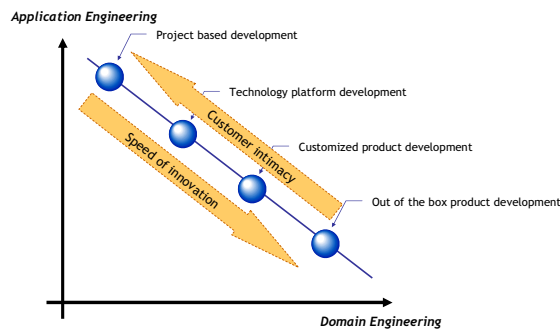 Application Engineering
Project based development
Technology platform development
Customer intimacy
Customized product development
Speed of innovation
Out of the box product development
Domain Engineering